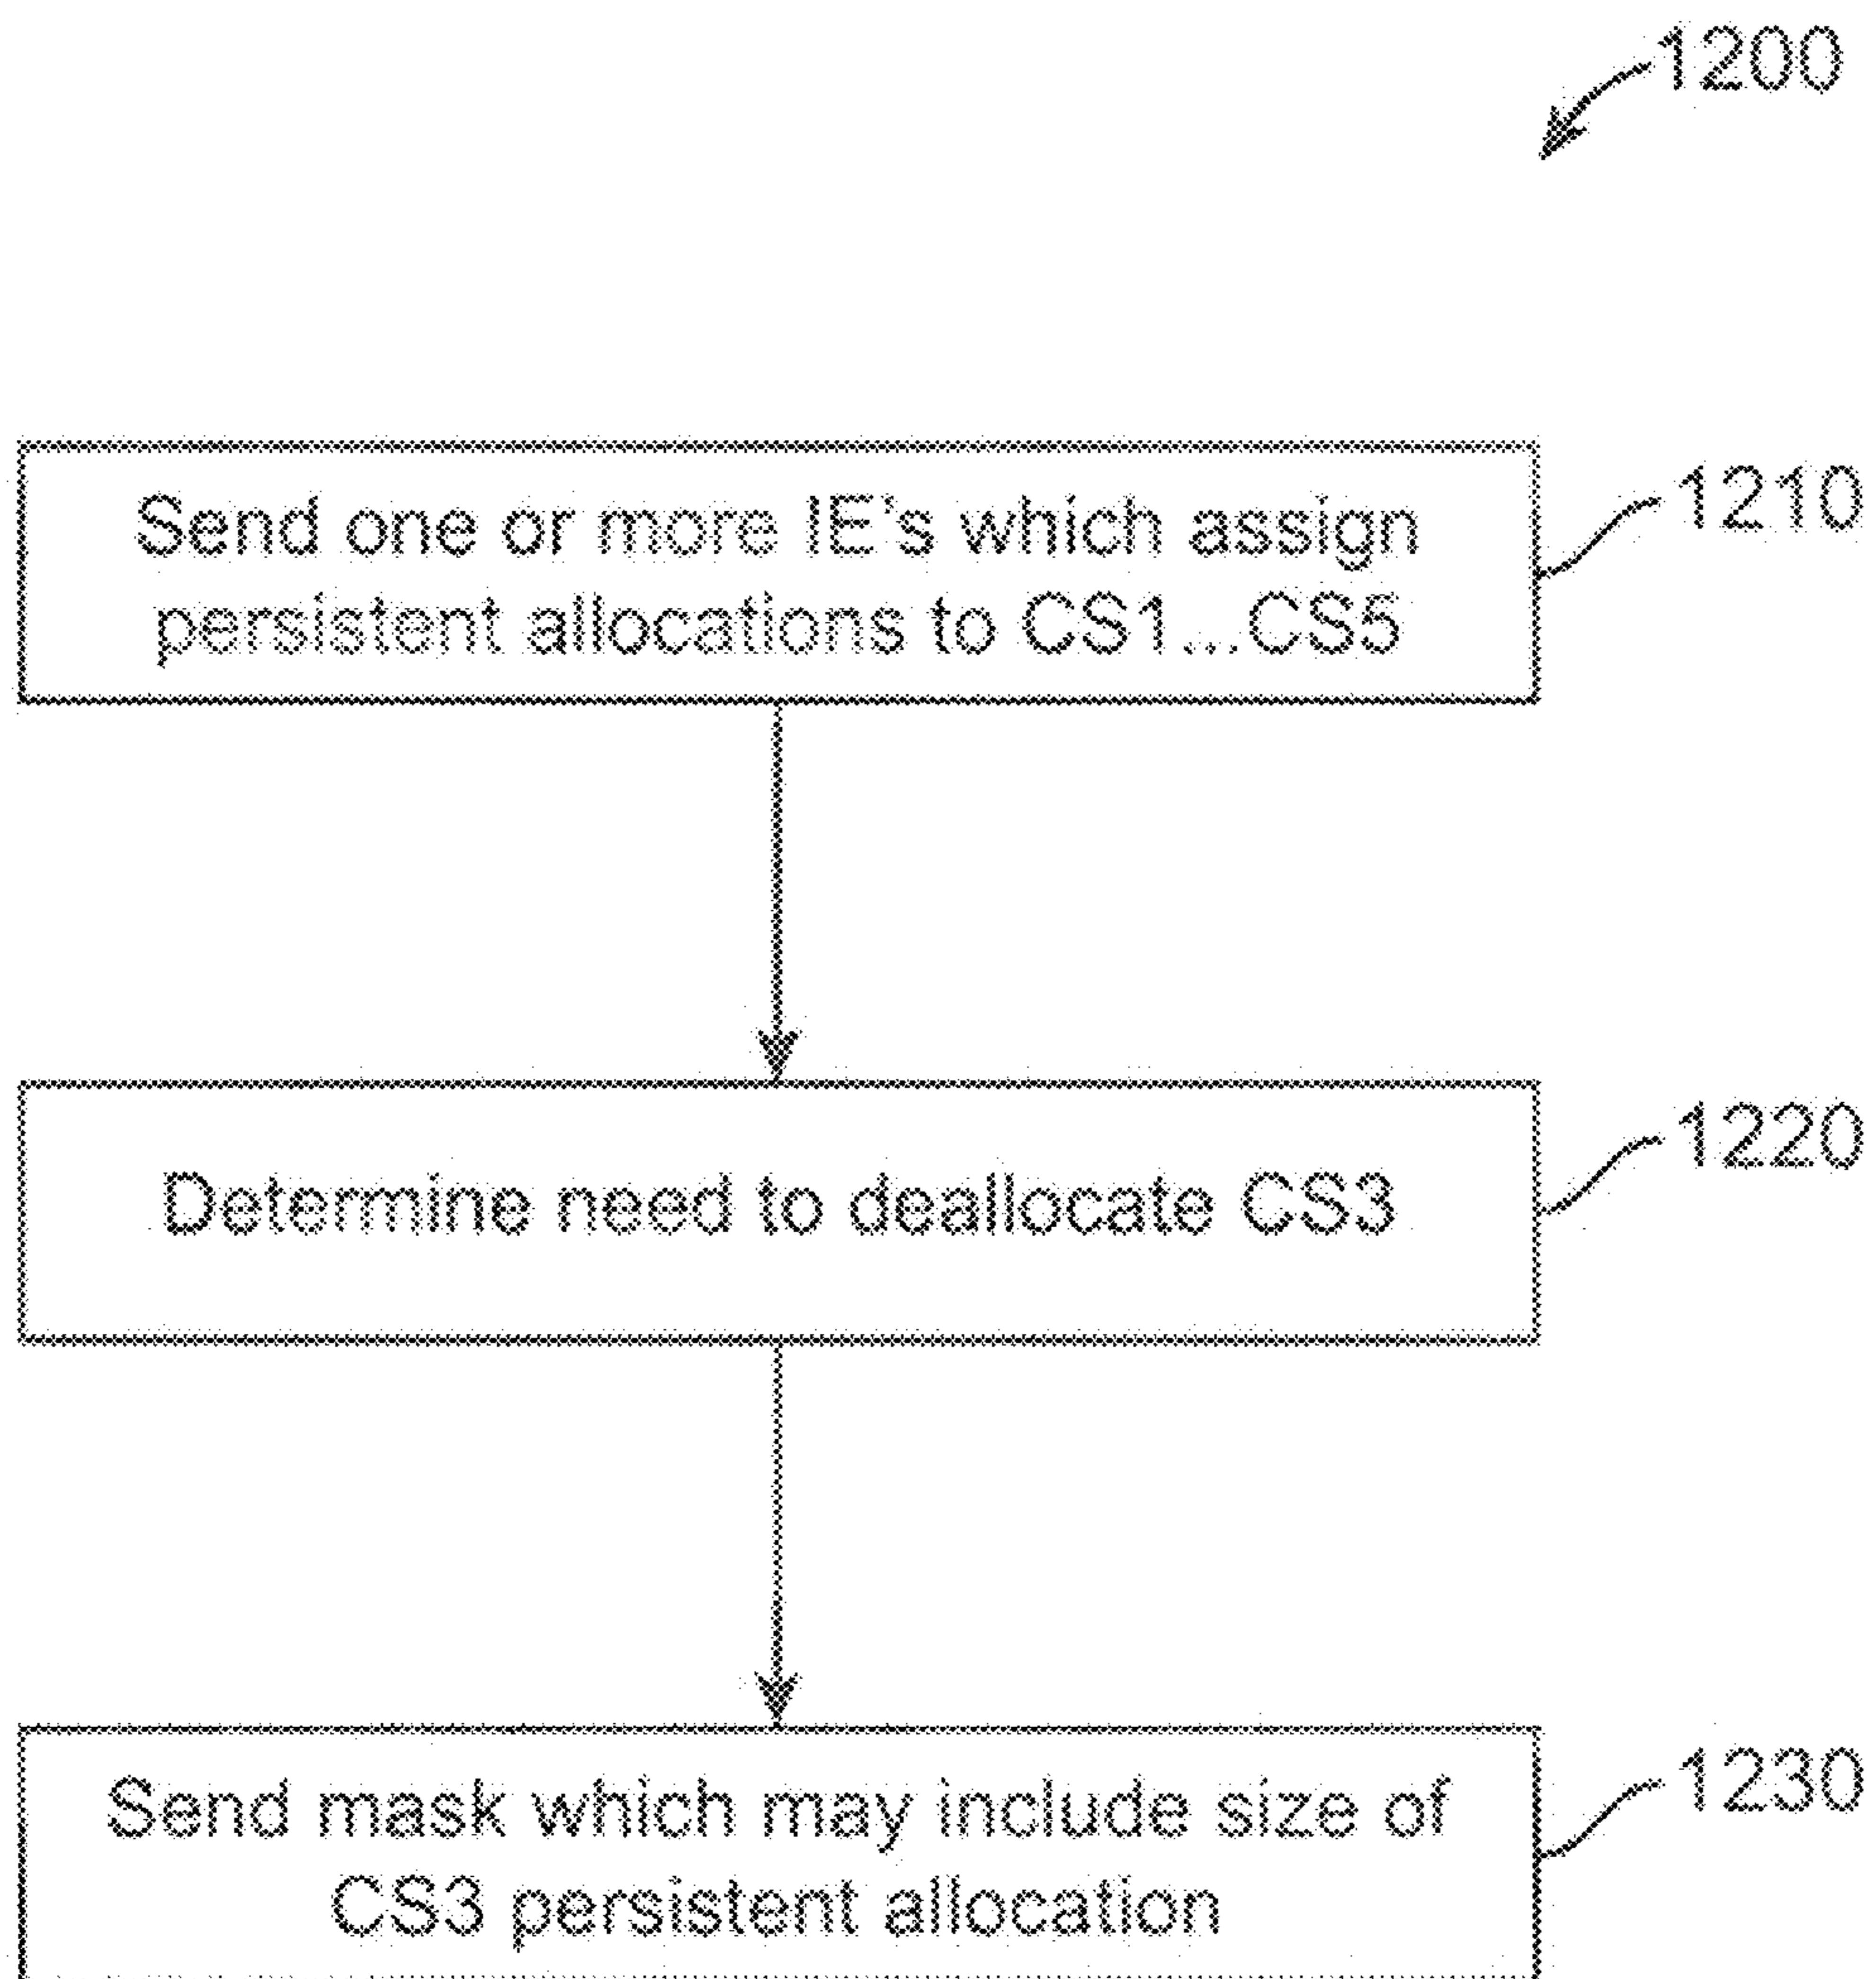 1200
Send one or more IE's which assign
persistent allocations to CS1...CS5
1210
Determine need to deallocate CS3
1220
Send mask which may include size of
CS3 persistent allocation
1230